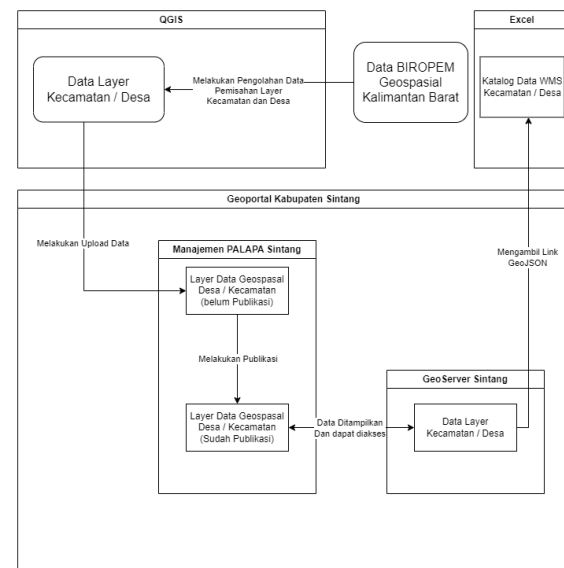 QGIS
Data Layer
Kecamatan / Desa
Melakukan Pengolahan Data
Pemisahan Layer
Kecamatan dan Desa
Data BIROPEM
Geospasial
Kalimantan Barat
Excel
Katalog Data WMS
Kecamatan / Desa
Geoportal Kabupaten Sintang
Melakukan Upload Data
Manajemen PALAPA Sintang
Layer Data Geospasal
Desa / Kecamatan
(belum Publikasi)
Melakukan Publikasi
Layer Data Geospasal
Desa / Kecamatan
(Sudah Publikasi)
Data Ditampilkan
Dan dapat diakses
Mengambil Link
GeoJSON
GeoServer Sintang
Data Layer
Kecamatan / Desa